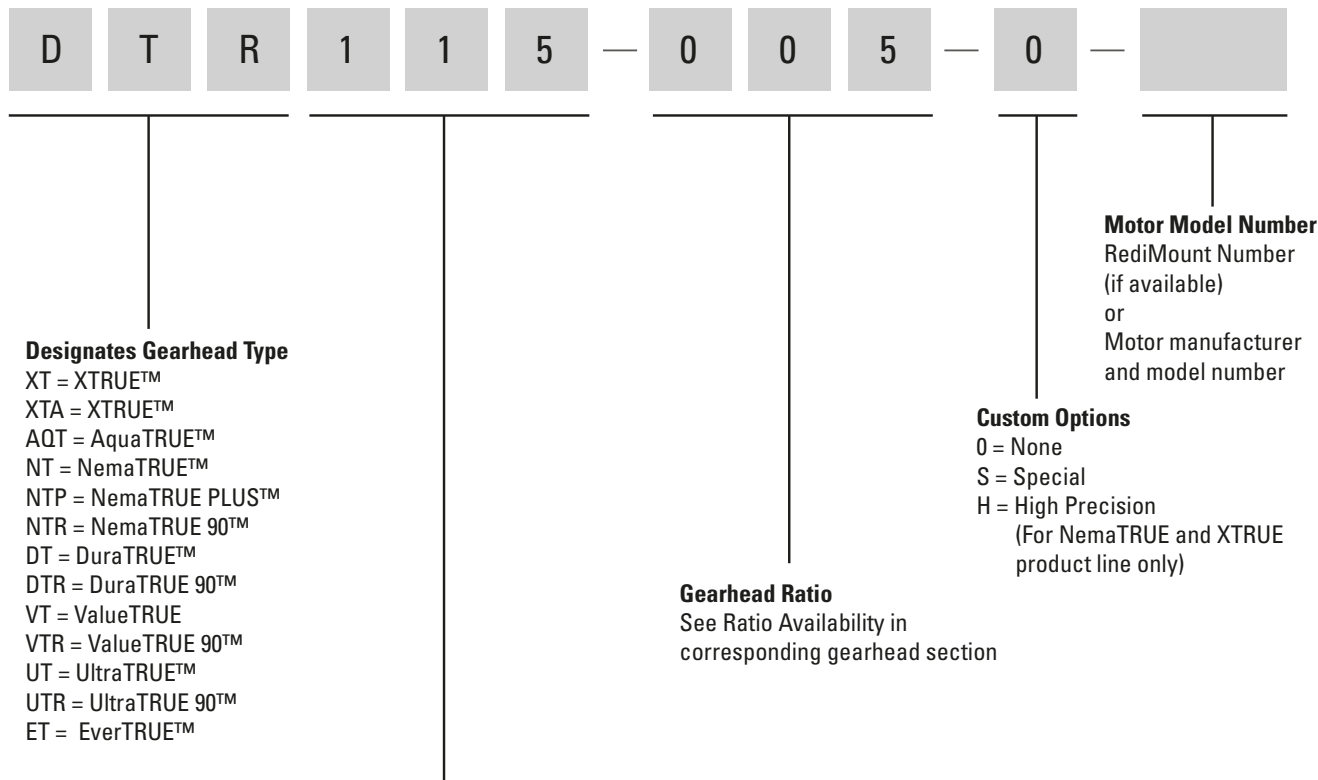 D T R 1 1 5 — 0 0 5 — 0 —
Motor Model Number
RediMount Number
(if available)
or
Motor manufacturer
and model number
Designates Gearhead Type
XT = XTRUE™
XTA = XTRUE™
AQT = AquaTRUE™
NT = NemaTRUE™
NTP = NemaTRUE PLUS™
NTR = NemaTRUE 90™
DT = DuraTRUE™
DTR = DuraTRUE 90™
VT = ValueTRUE
VTR = ValueTRUE 90™
UT = UltraTRUE™
UTR = UltraTRUE 90™
ET = EverTRUE™
Custom Options
0 = None
S = Special
H = High Precision
(For NemaTRUE and XTRUE
product line only)
Gearhead Ratio
See Ratio Availability in
corresponding gearhead section